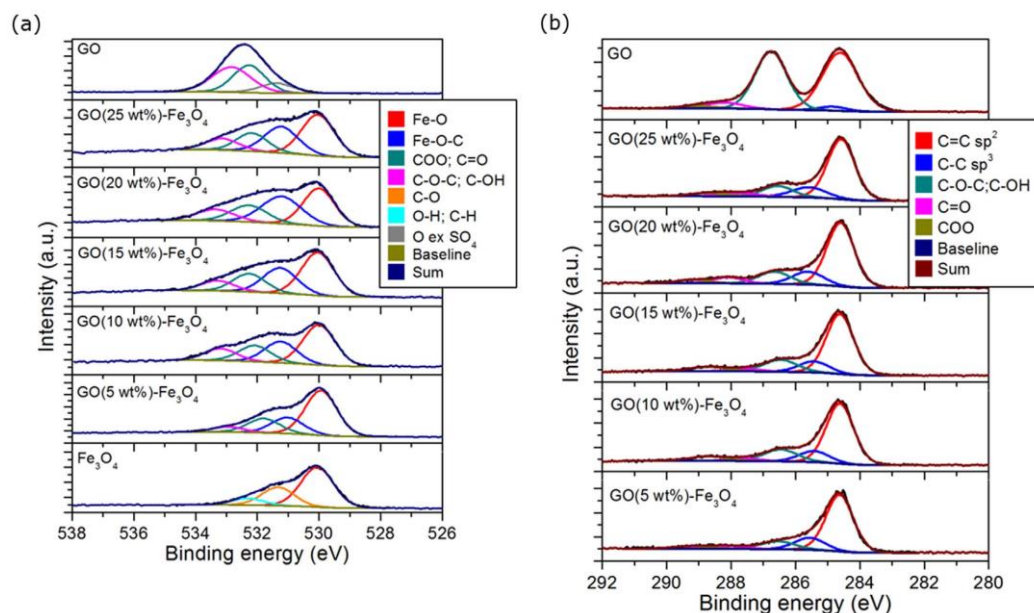 (a)
GO
GO(25 wt%)-Fe₃O₄
GO(20 wt%)-Fe₃O₄
GO(15 wt%)-Fe₃O₄
GO(10 wt%)-Fe₃O₄
GO(5 wt%)-Fe₃O₄
Fe₃O₄
Fe-O
Fe-O-C
COO; C=O
C-O-C; C-OH
C-O
O-H; C-H
O ex SO₄
Baseline
Sum
Intensity (a.u.)
538 536 534 532 530 528 526
Binding energy (eV)
(b)
GO
GO(25 wt%)-Fe₃O
GO(20 wt%)-Fe₃O₄
GO(15 wt%)-Fe₃O₄
GO(10 wt%)-Fe₃O₄
GO(5 wt%)-Fe₃O₄
C=C sp²
C-C sp³
C-O-C;C-OH
C=O
COO
Baseline
Sum
Intensity (a.u.)
292 290 288 286 284 282 280
Binding energy (eV)